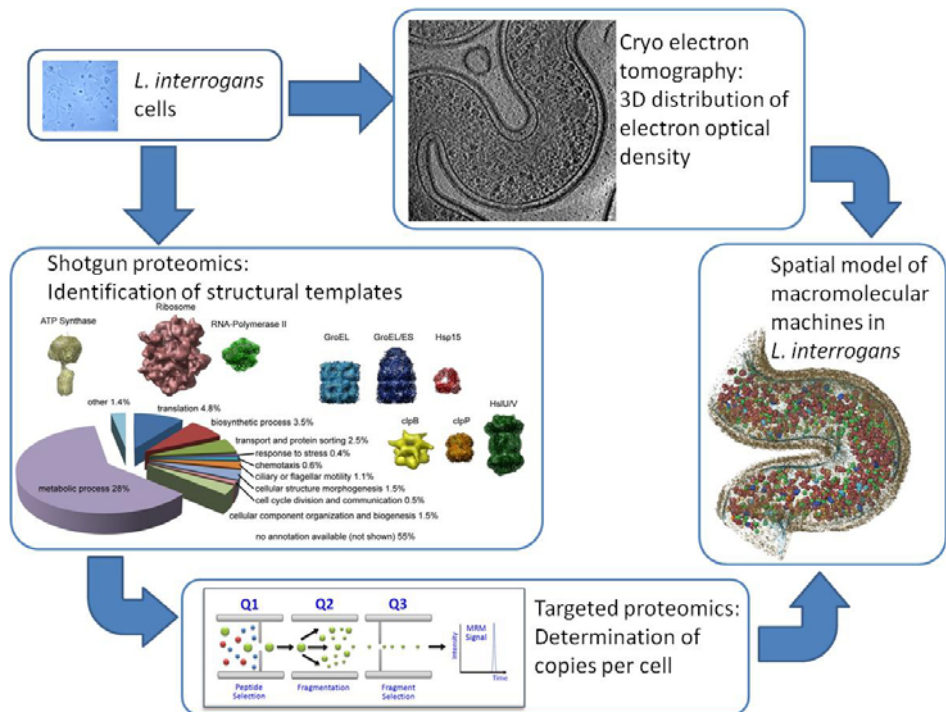 L. interrogans
cells
Cryo electron
tomography:
3D distribution of
electron optical
density
Shotgun proteomics:
Identification of structural templates
ATP Synthase
Ribosome
RNA-Polymerase II
GroEL
GroEL/ES
Hsp15
clpB
clpP
HslU/V
other 1.4%
translation 4.8%
biosynthetic process 3.5%
transport and protein sorting 2.5%
response to stress 0.4%
chemotaxis 0.6%
ciliary or flagellar motility 1.1%
cellular structure morphogenesis 1.5%
cell cycle division and communication 0.5%
cellular component organization and biogenesis 1.5%
metabolic process 28%
no annotation available (not shown) 55%
Spatial model of
macromolecular
machines in
L. interrogans
Q1
Q2
Q3
Peptide
Selection
Fragmentation
Fragment
Selection
MRM
Signal
Intensity
Time
Targeted proteomics:
Determination of
copies per cell